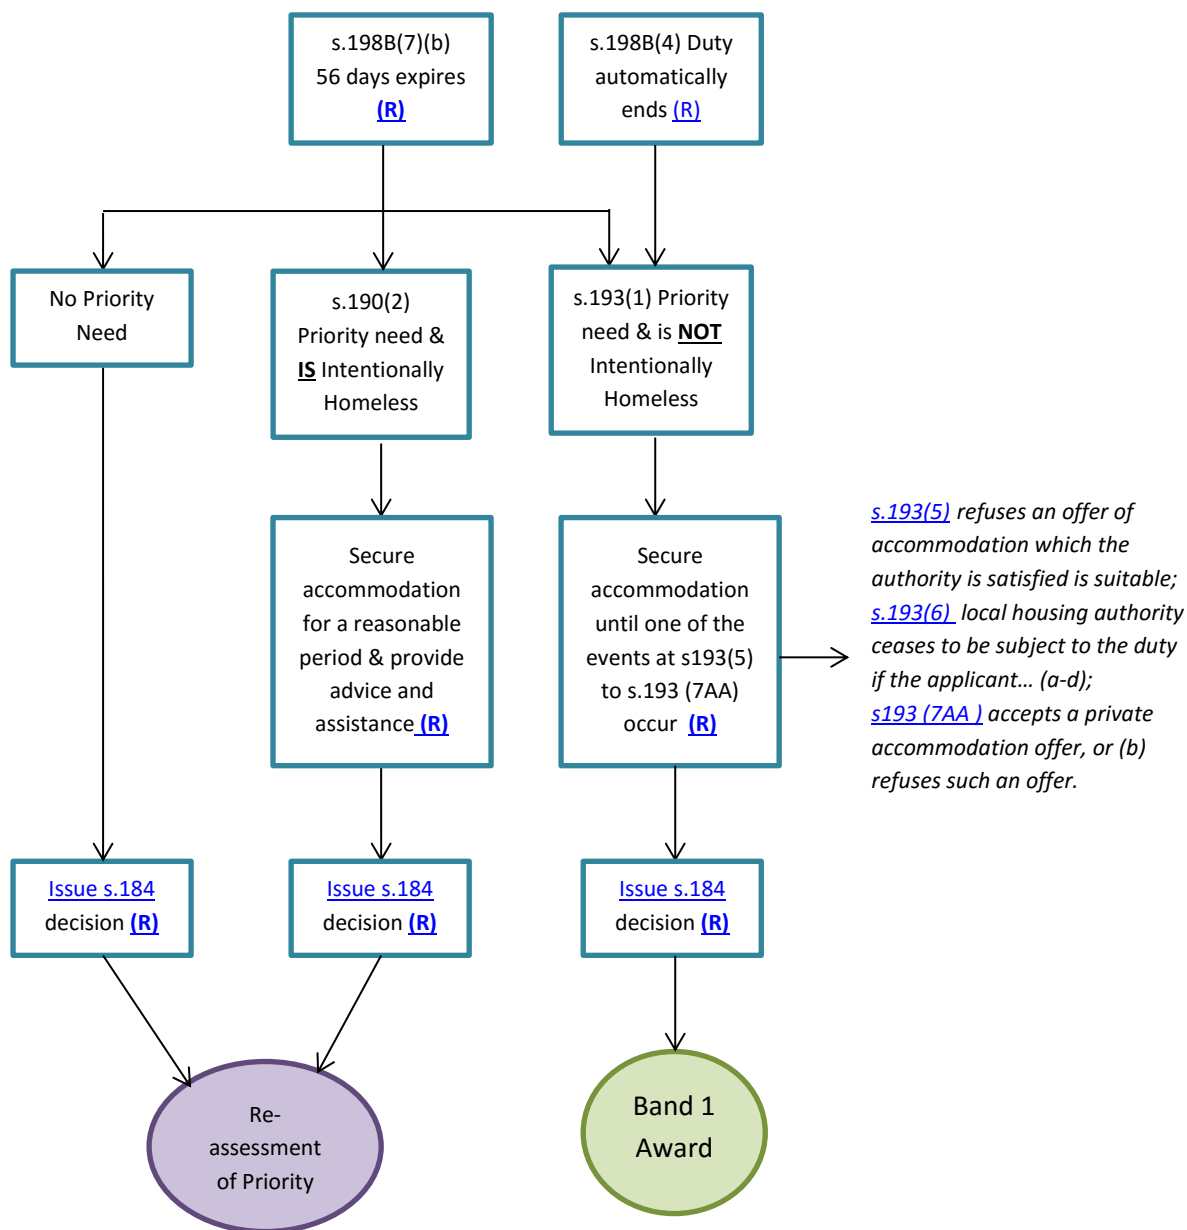 s.198B(7)(b)
56 days expires
(R)
s.198B(4) Duty
automatically
ends (R)
No Priority
Need
s.190(2)
Priority need &
IS Intentionally
Homeless
s.193(1) Priority
need & is NOT
Intentionally
Homeless
Secure
accommodation
for a reasonable
period & provide
advice and
assistance (R)
Secure
accommodation
until one of the
events at s193(5)
to s.193 (7AA)
occur (R)
s.193(5) refuses an offer of
accommodation which the
authority is satisfied is suitable;
s.193(6) local housing authority
ceases to be subject to the duty
if the applicant... (a-d);
s193 (7AA ) accepts a private
accommodation offer, or (b)
refuses such an offer.
Issue s.184
decision (R)
Issue s.184
decision (R)
Issue s.184
decision (R)
Re-
assessment
of Priority
Band 1
Award